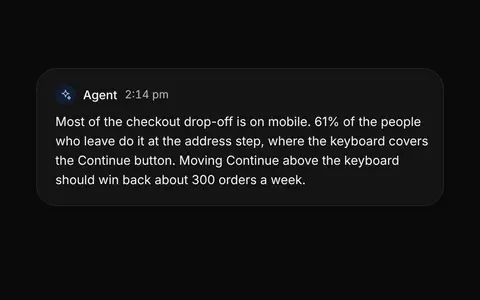 Agent 2:14 pm
Most of the checkout drop-off is on mobile. 61% of the people
who leave do it at the address step, where the keyboard covers
the Continue button. Moving Continue above the keyboard
should win back about 300 orders a week.